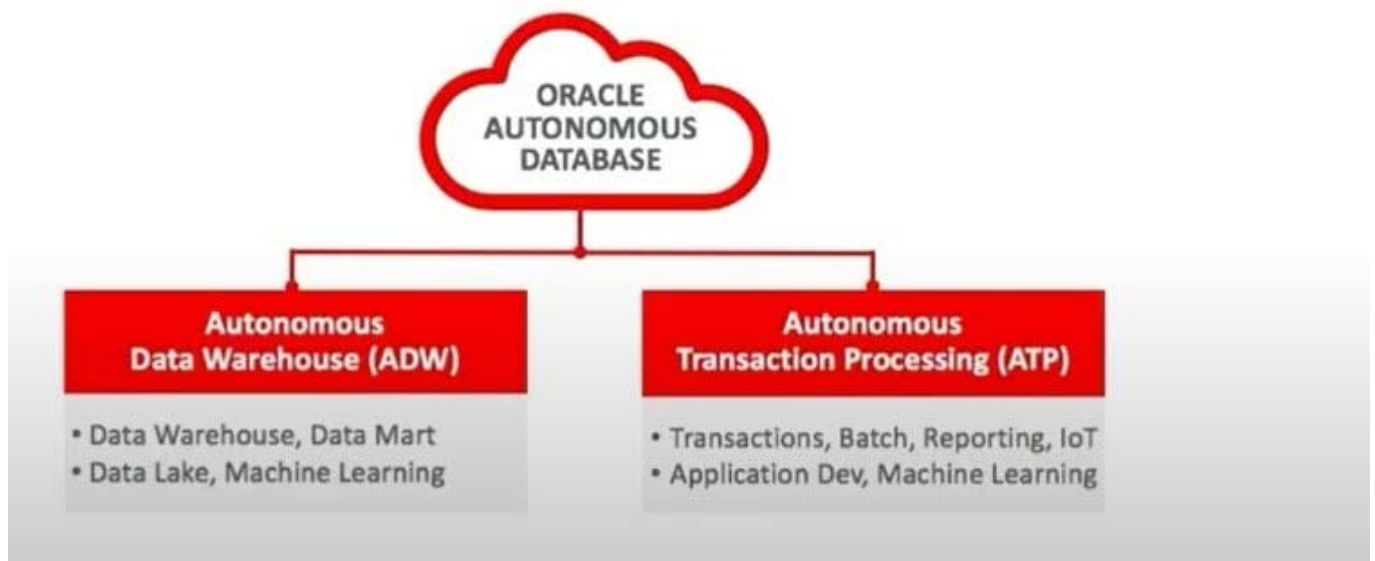 ORACLE
AUTONOMOUS
DATABASE
Autonomous
Data Warehouse (ADW)
• Data Warehouse, Data Mart
• Data Lake, Machine Learning
Autonomous
Transaction Processing (ATP)
• Transactions, Batch, Reporting, IoT
• Application Dev, Machine Learning